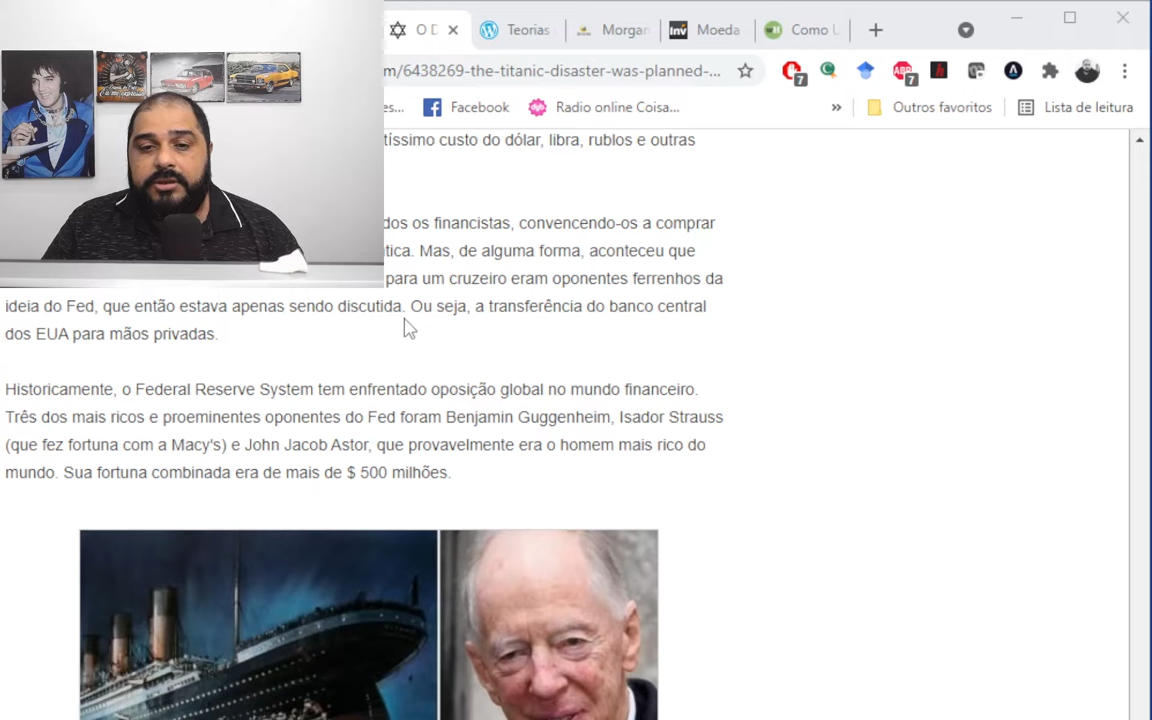 O D
Teorias
Morgan
Inv
Moeda
Como L
m/6438269-the-titanic-disaster-was-planned-...
7
ABP
7
es...
Facebook
Radio online Coisa...
»
Outros favoritos
Lista de leitura
tíssimo custo do dólar, libra, rublos e outras
dos os financistas, convencendo-os a comprar
tica. Mas, de alguma forma, aconteceu que
para um cruzeiro eram oponentes ferrenhos da
ideia do Fed, que então estava apenas sendo discutida. Ou seja, a transferência do banco central
dos EUA para mãos privadas.
Historicamente, o Federal Reserve System tem enfrentado oposição global no mundo financeiro.
Três dos mais ricos e proeminentes oponentes do Fed foram Benjamin Guggenheim, Isador Strauss
(que fez fortuna com a Macy's) e John Jacob Astor, que provavelmente era o homem mais rico do
mundo. Sua fortuna combinada era de mais de $ 500 milhões.